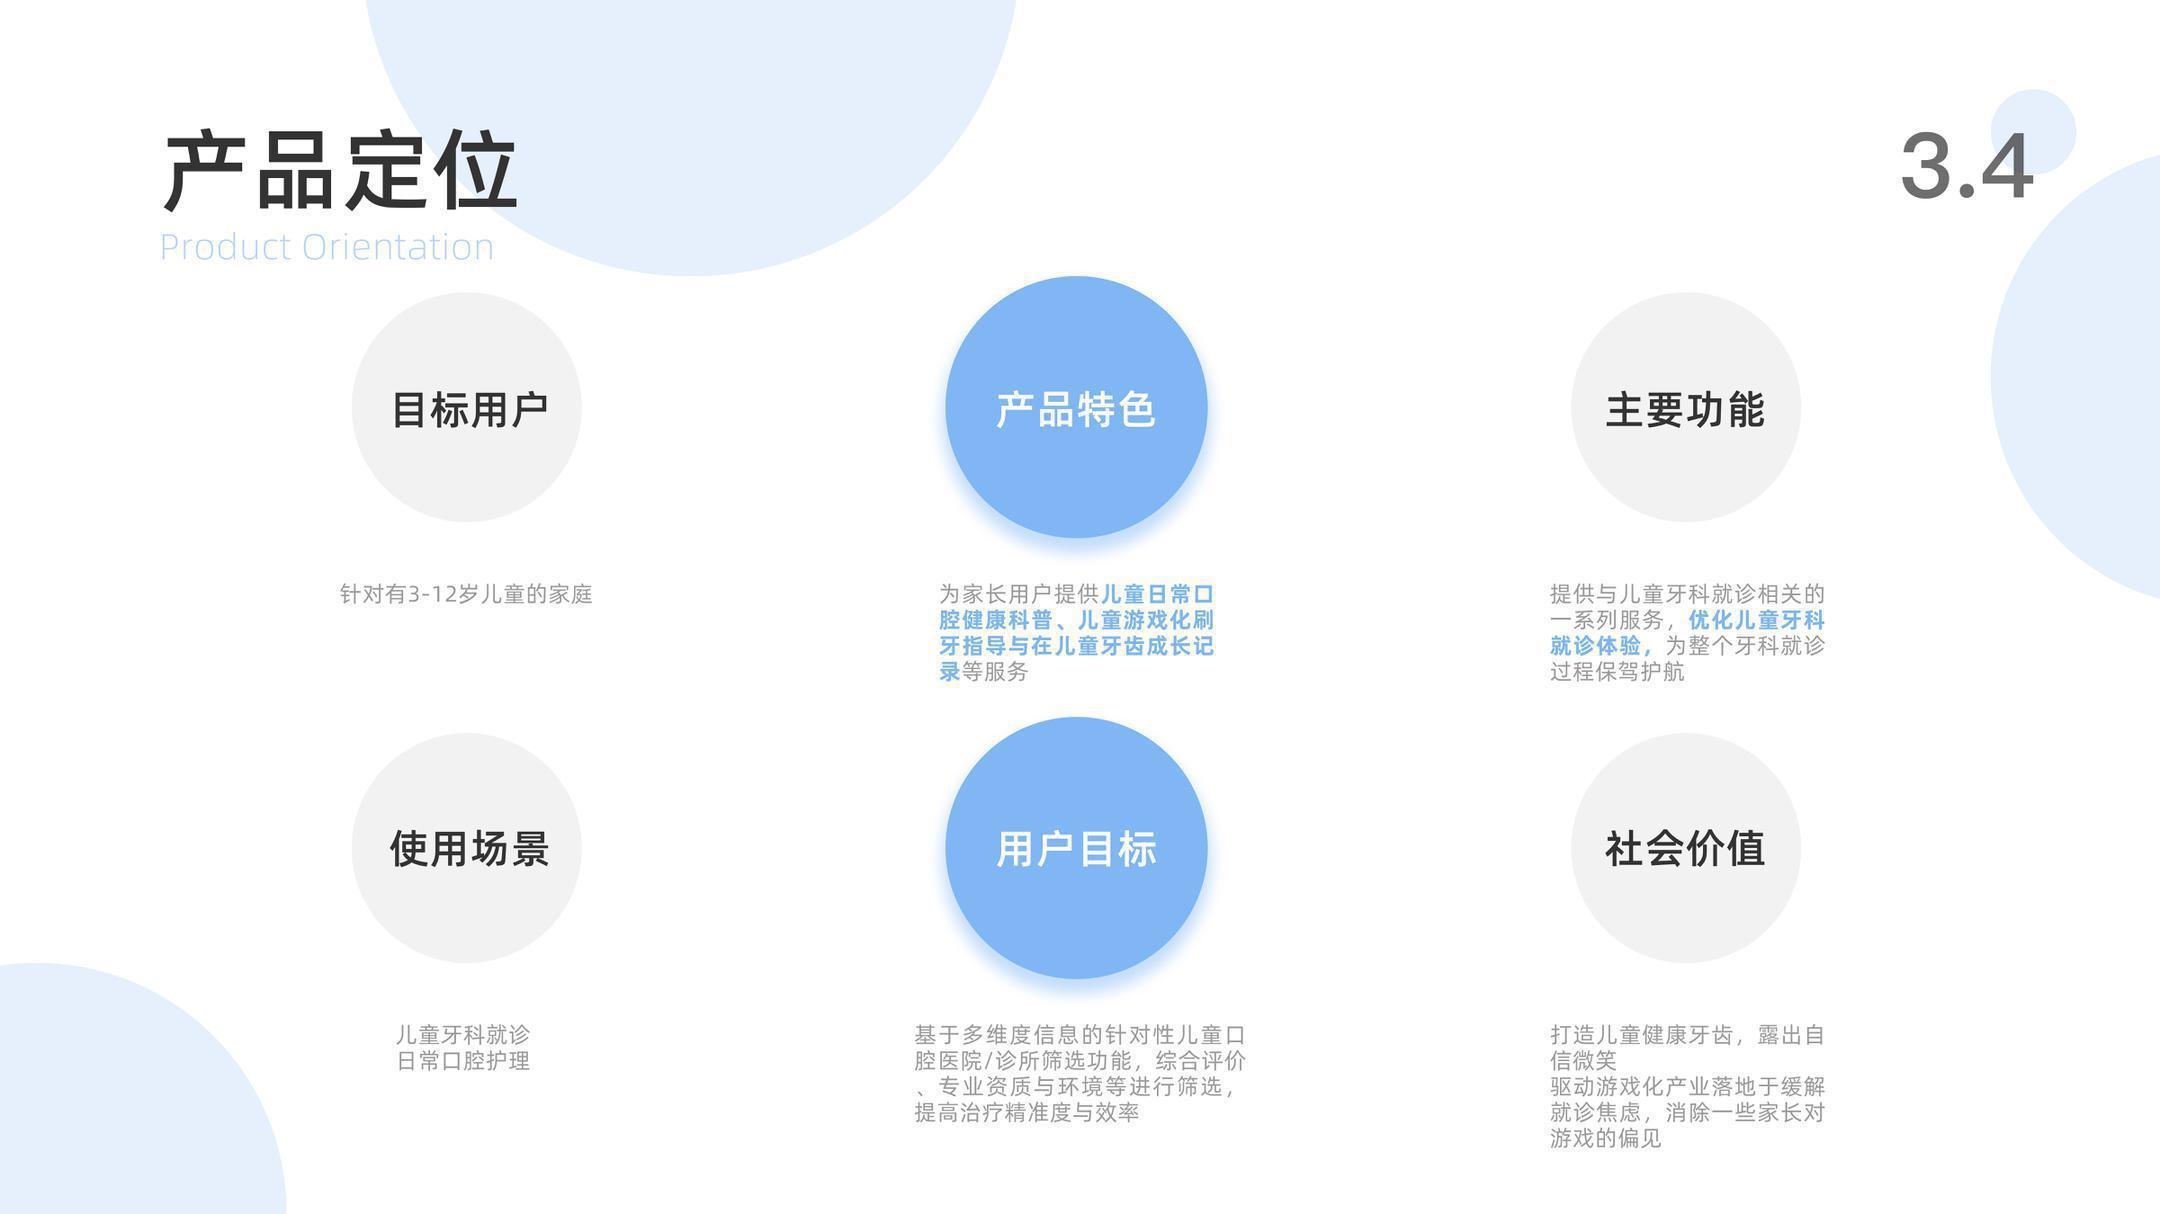 产品定位
Product Orientation
3.4
目标用户
针对有3-12岁儿童的家庭
产品特色
为家长用户提供儿童日常口
腔健康科普、儿童游戏化刷
牙指导与在儿童牙齿成长记
录等服务
主要功能
提供与儿童牙科就诊相关的
一系列服务，优化儿童牙科
就诊体验，为整个牙科就诊
过程保驾护航
使用场景
儿童牙科就诊
日常口腔护理
用户目标
基于多维度信息的针对性儿童口
腔医院/诊所筛选功能，综合评价
、专业资质与环境等进行筛选，
提高治疗精准度与效率
社会价值
打造儿童健康牙齿，露出自
信微笑
驱动游戏化产业落地于缓解
就诊焦虑，消除一些家长对
游戏的偏见